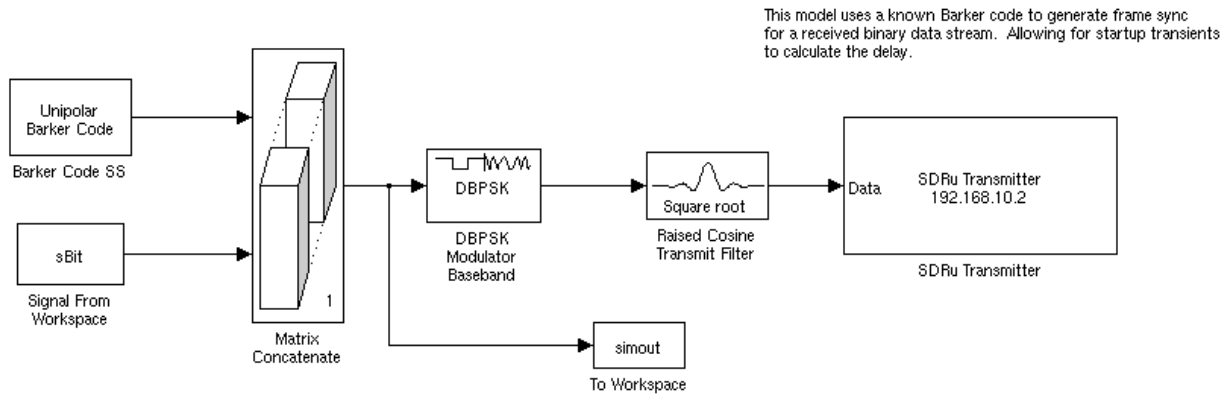 This model uses a known Barker code to generate frame sync
for a received binary data stream.  Allowing for startup transients
to calculate the delay.
Unipolar
Barker Code
Barker Code SS
sBit
Signal From
Workspace
1
Matrix
Concatenate
DBPSK
DBPSK
Modulator
Baseband
Square root
Raised Cosine
Transmit Filter
Data
SDRu Transmitter
192.168.10.2
SDRu Transmitter
simout
To Workspace